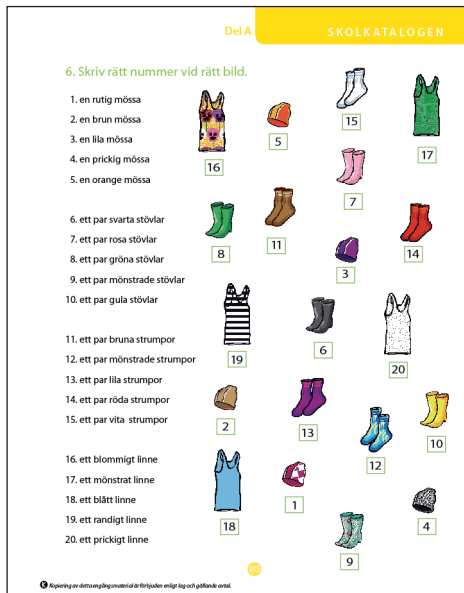 Del A
SKOLKATALOGEN
6. Skriv rätt nummer vid rätt bild.
1. en rutig mössa
2. en brun mössa
3. en lila mössa
4. en prickig mössa
5. en orange mössa
6. ett par svarta stövlar
7. ett par rosa stövlar
8. ett par gröna stövlar
9. ett par mönstrade stövlar
10. ett par gula stövlar
11. ett par bruna strumpor
12. ett par mönstrade strumpor
13. ett par lila strumpor
14. ett par röda strumpor
15. ett par vita strumpor
16. ett blommigt linne
17. ett mönstrat linne
18. ett blått linne
19. ett randigt linne
20. ett prickigt linne
15
5
17
16
7
8
11
14
3
19
6
20
2
13
10
12
1
18
4
9
145
K Kopiering av detta engångsmaterial är förbjuden enligt lag och gällande avtal.